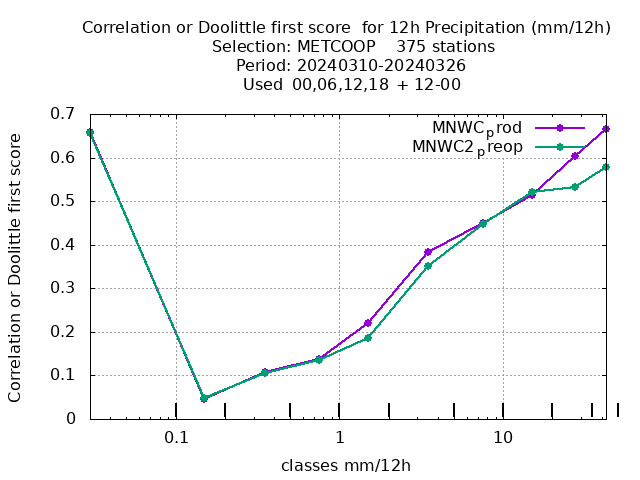 Correlation or Doolittle first score  for 12h Precipitation (mm/12h)
Selection: METCOOP    375 stations
Period: 20240310-20240326
Used  00,06,12,18  + 12-00
MNWCprod
MNWC2preop
Correlation or Doolittle first score
0.7
0.6
0.5
0.4
0.3
0.2
0.1
0
0.1
1
10
classes mm/12h